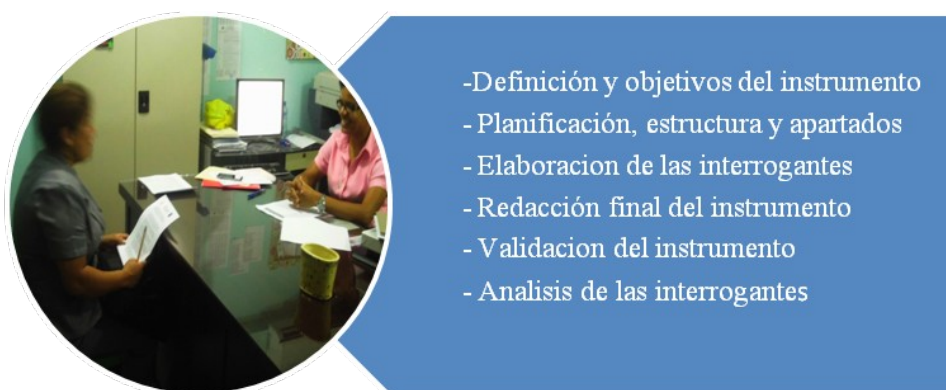 -Definición y objetivos del instrumento
- Planificación, estructura y apartados
- Elaboracion de las interrogantes
- Redacción final del instrumento
- Validacion del instrumento
- Analisis de las interrogantes